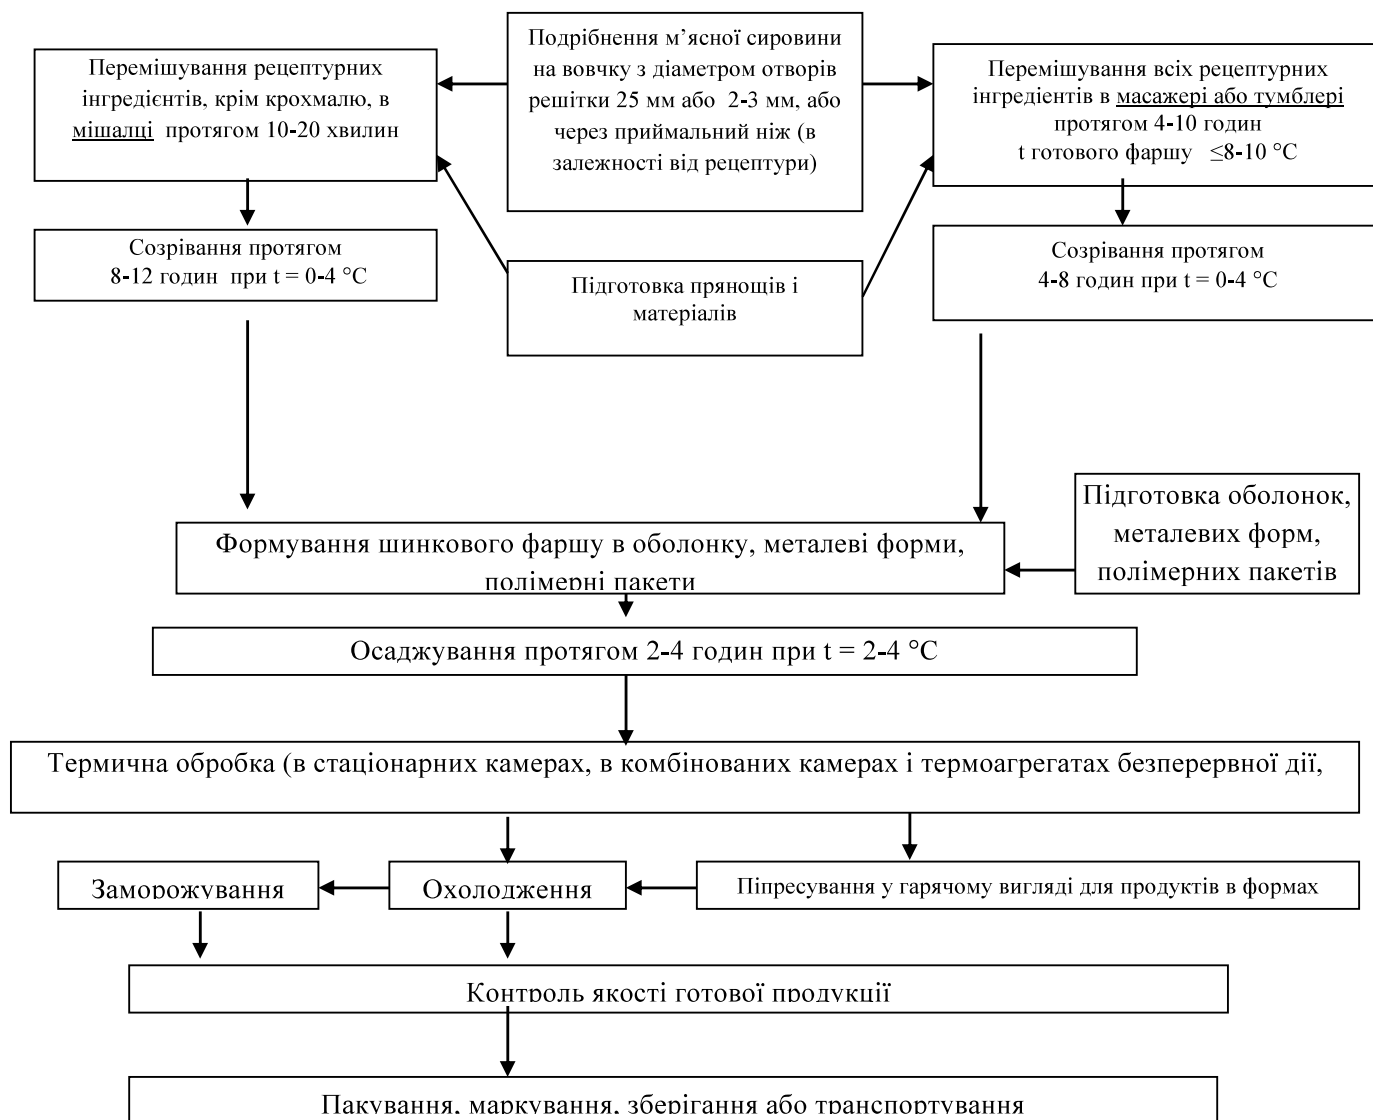 Подрібнення м’ясної сировини
на вовчку з діаметром отворів
решітки 25 мм або 2-3 мм, або
через приймальний ніж (в
залежності від рецептури)
Перемішування рецептурних
інгредієнтів, крім крохмалю, в
мішалці протягом 10-20 хвилин
Перемішування всіх рецептурних
інгредіентів в масажері або тумблері
протягом 4-10 годин
t готового фаршу ≤8-10 °С
Созрівання протягом
8-12 годин при t = 0-4 °С
Підготовка прянощів і
матеріалів
Созрівання протягом
4-8 годин при t = 0-4 °С
Підготовка оболонок,
металевих форм,
полімерних пакетів
Формування шинкового фаршу в оболонку, металеві форми,
полімерні пакети
Осаджування протягом 2-4 годин при t = 2-4 °С
Термична обробка (в стаціонарних камерах, в комбінованих камерах і термоагрегатах безперервної дії,
Заморожування
Охолодження
Піпресування у гарячому вигляді для продуктів в формах
Контроль якості готової продукції
Пакування, маркування, зберігання або транспортування